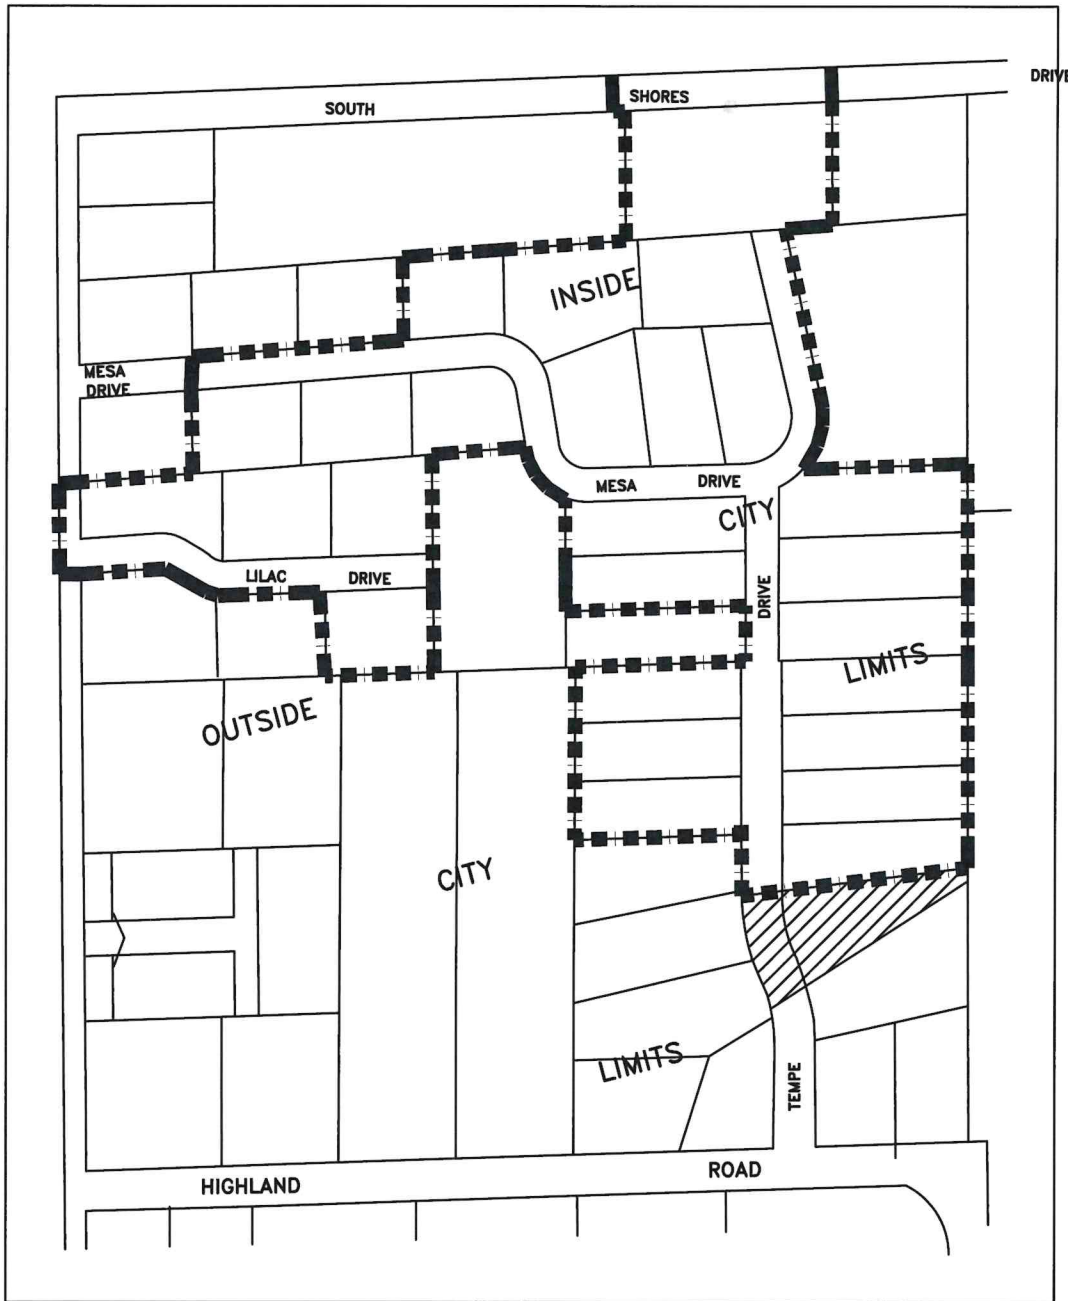 DRIVE
SOUTH
SHORES
INSIDE
MESA
DRIVE
MESA
DRIVE
CITY
LILAC
DRIVE
DRIVE
LIMITS
OUTSIDE
CITY
LIMITS
TEMPE
HIGHLAND
ROAD